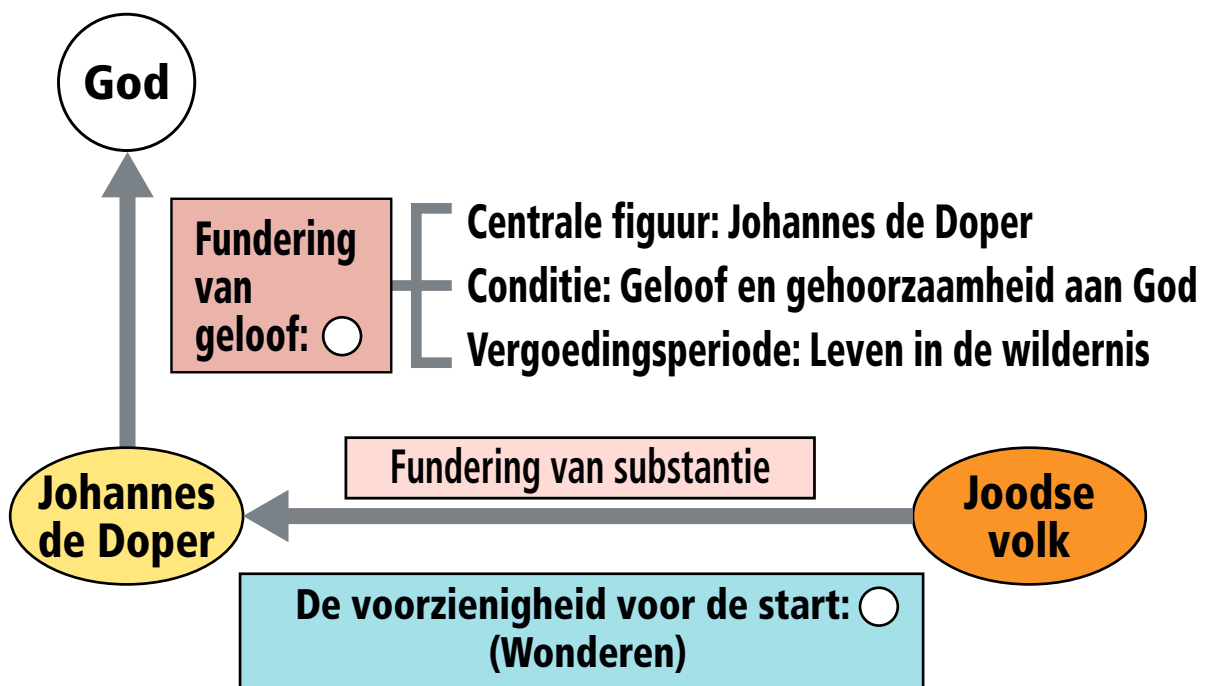 God
Fundering
van
geloof:
Centrale figuur: Johannes de Doper
Conditie: Geloof en gehoorzaamheid aan God
Vergoedingsperiode: Leven in de wildernis
Fundering van substantie
Johannes
de Doper
Joodse
volk
De voorzienigheid voor de start:
(Wonderen)